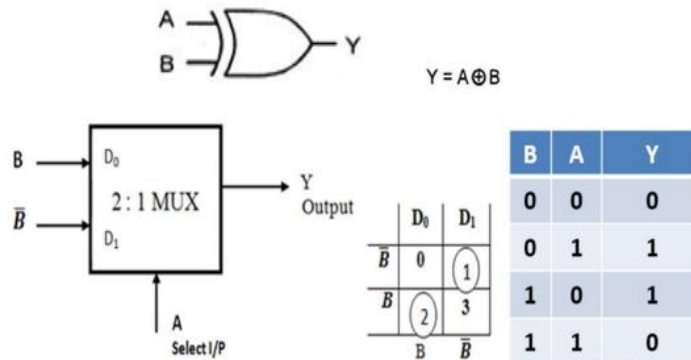 A
Y
B
Y = A⊕B
B
D₀
2 : 1 MUX
Y
Output
B̅
D₁
A
Select I/P
D₀ D₁
B̅ 0 1
B 2 3
B B̅
B A Y
0 0 0
0 1 1
1 0 1
1 1 0